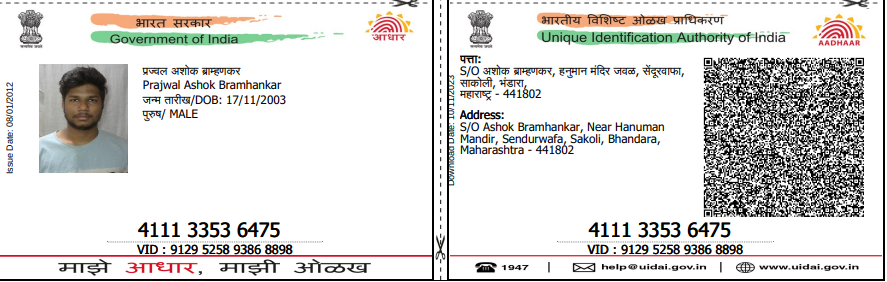 भारत सरकार
Government of India
आधार
Issue Date: 08/01/2012
प्रज्वल अशोक ब्राम्हणकर
Prajwal Ashok Bramhankar
जन्म तारीख/DOB: 17/11/2003
पुरुष/ MALE
4111 3353 6475
VID : 9129 5258 9386 8898
माझे आधार, माझी ओळख
भारतीय विशिष्ट ओळख प्राधिकरण
Unique Identification Authority of India
AADHAAR
Download Date: 10/11/2023
पत्ता:
S/O अशोक ब्राम्हणकर, हनुमान मंदिर जवळ, सेंदूरवाफा,
साकोली, भंडारा,
महाराष्ट्र - 441802
Address:
S/O Ashok Bramhankar, Near Hanuman
Mandir, Sendurwafa, Sakoli, Bhandara,
Maharashtra - 441802
4111 3353 6475
VID : 9129 5258 9386 8898
1947 | help@uidai.gov.in | www.uidai.gov.in